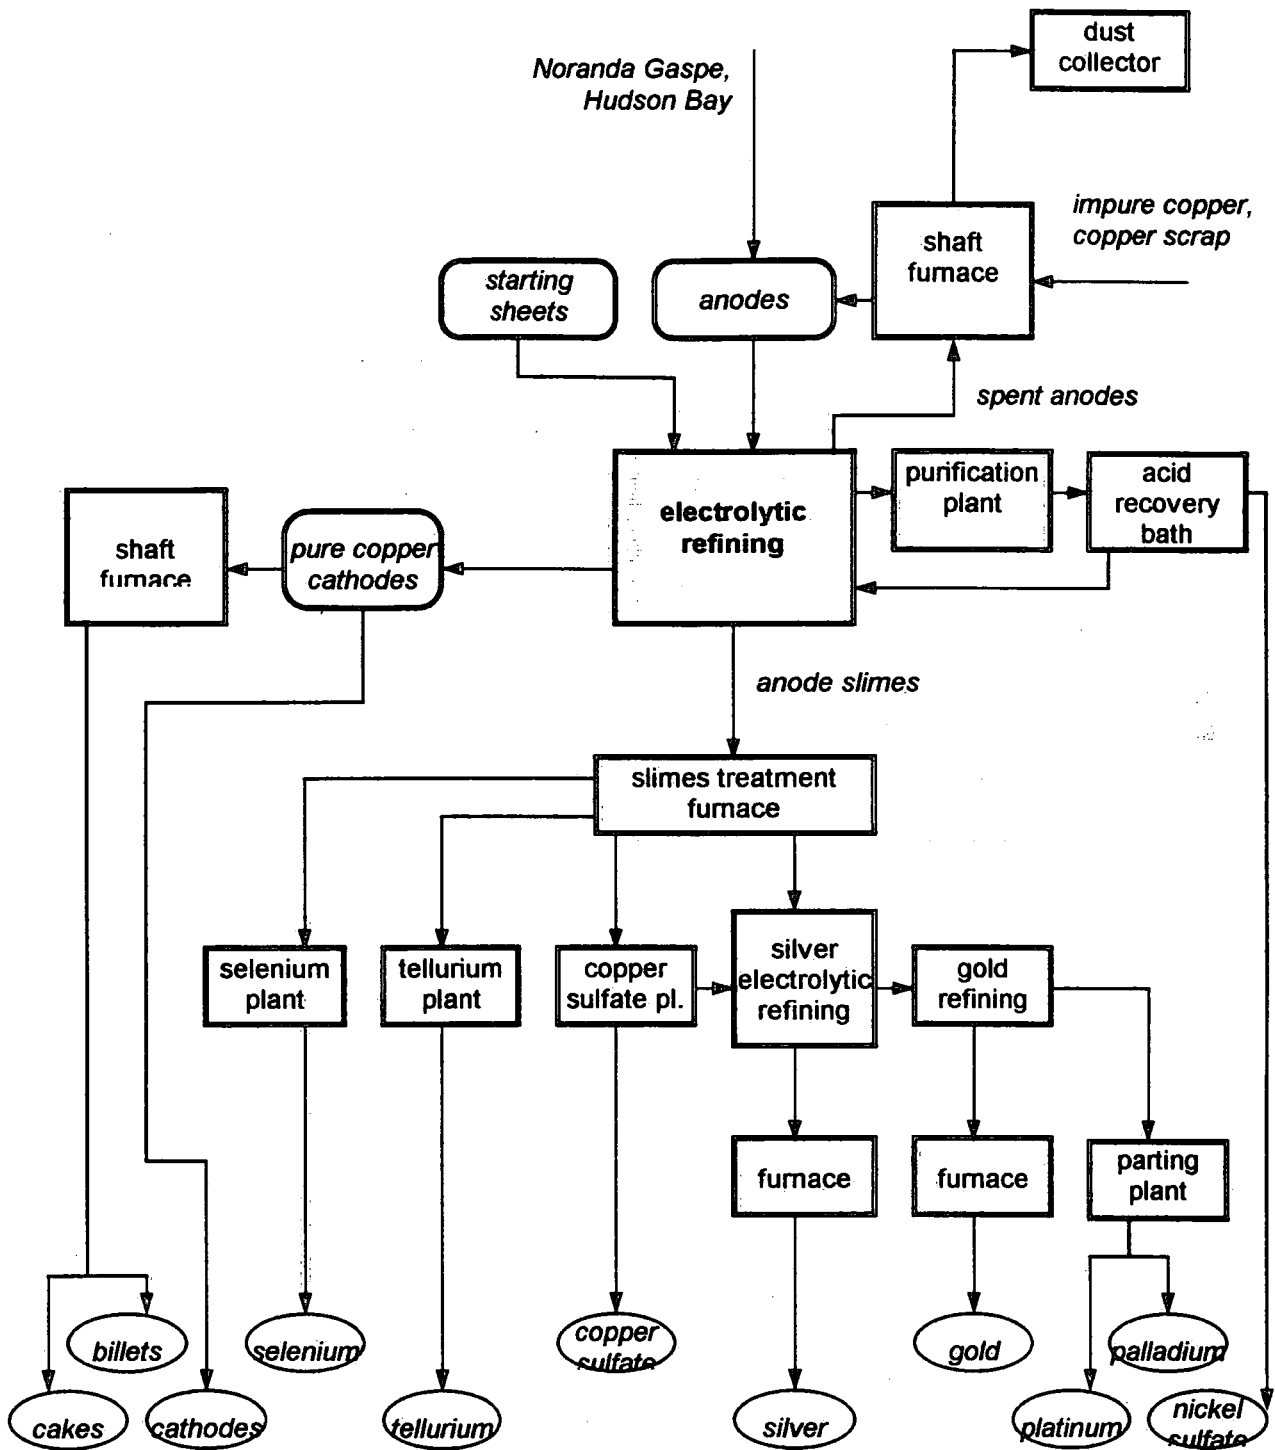 dust
collector
Noranda Gaspe,
Hudson Bay
impure copper,
copper scrap
shaft
furnace
starting
sheets
anodes
spent anodes
electrolytic
refining
purification
plant
acid
recovery
bath
shaft
furnace
pure copper
cathodes
anode slimes
slimes treatment
furnace
selenium
plant
tellurium
plant
copper
sulfate pl.
silver
electrolytic
refining
gold
refining
furnace
furnace
parting
plant
billets
selenium
copper
sulfate
gold
palladium
cakes
cathodes
tellurium
silver
platinum
nickel
sulfate